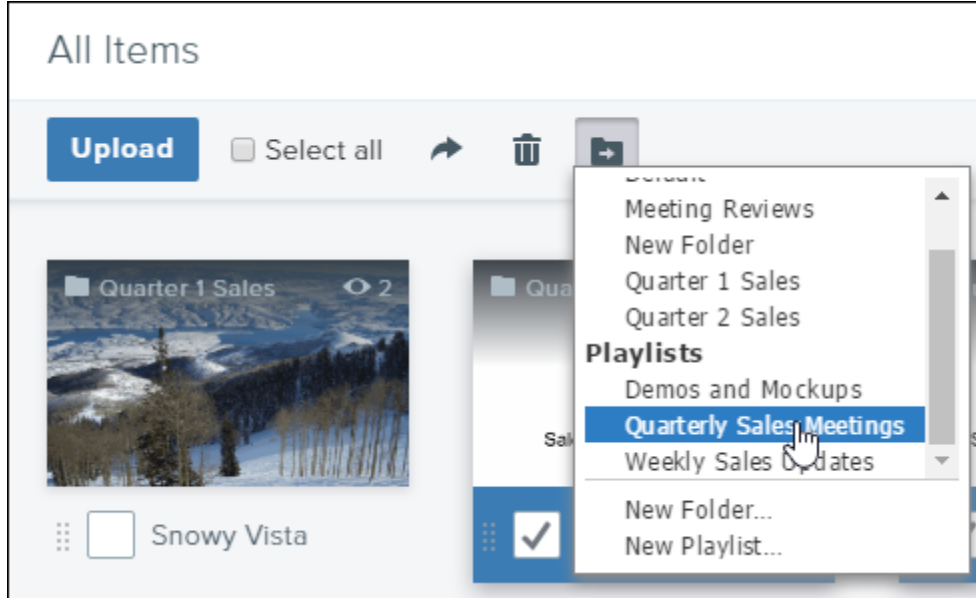 All Items
Upload
Select all
Default
Meeting Reviews
New Folder
Quarter 1 Sales
Quarter 2 Sales
Playlists
Demos and Mockups
Quarterly Sales Meetings
Weekly Sales Updates
New Folder...
New Playlist...
Quarter 1 Sales
2
Snowy Vista